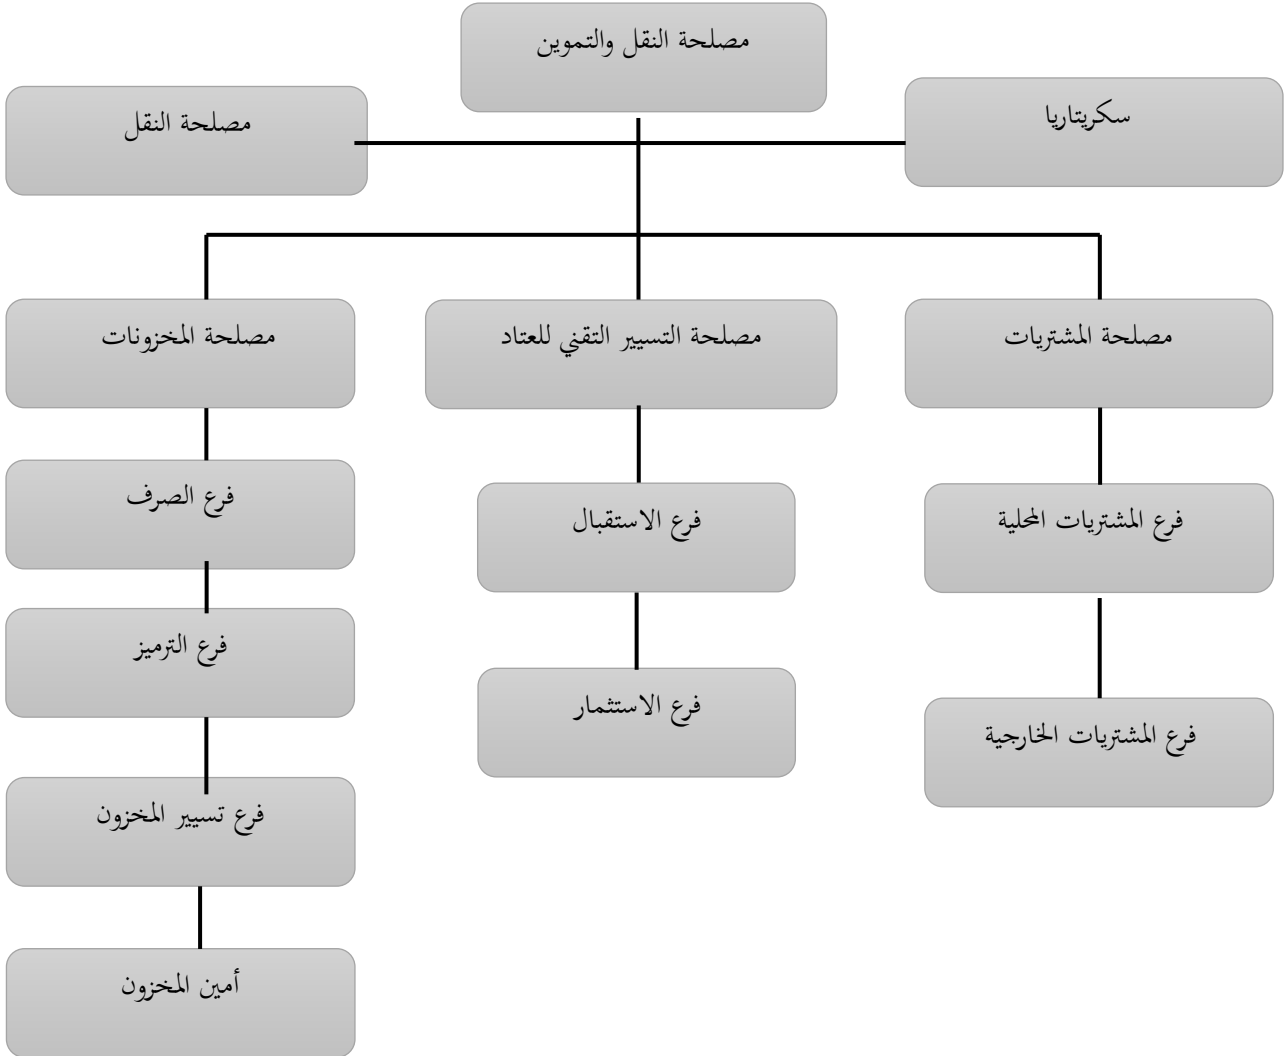 مصلحة النقل والتموين
سكريتاريا
مصلحة النقل
مصلحة المشتريات
مصلحة التسيير التقني للعتاد
مصلحة المخزونات
فرع المشتريات المحلية
فرع الاستقبال
فرع الصرف
فرع المشتريات الخارجية
فرع الاستثمار
فرع الترميز
فرع تسيير المخزون
أمين المخزون